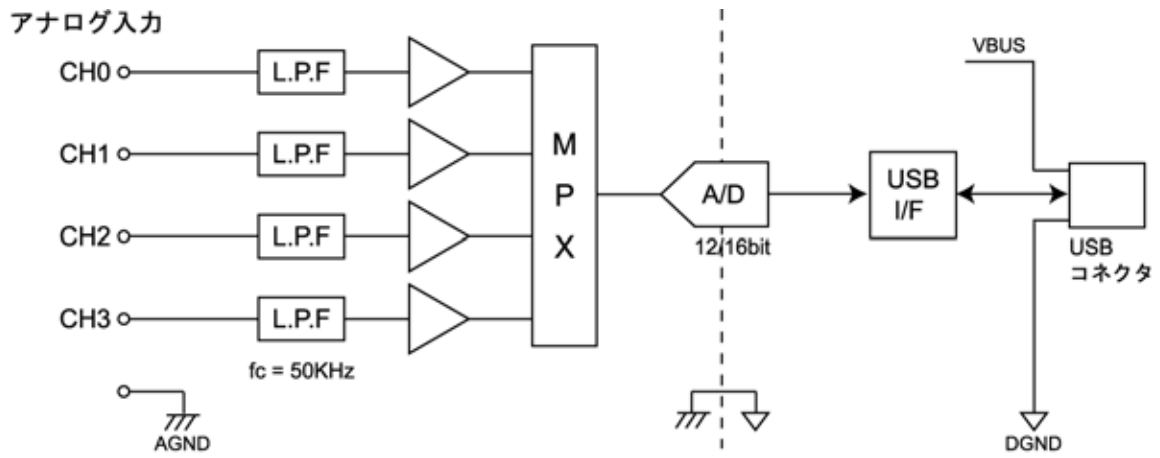 アナログ入力
CH0
L.P.F
CH1
L.P.F
CH2
L.P.F
CH3
L.P.F
fc = 50KHz
AGND
M
P
X
A/D
12/16bit
USB
I/F
VBUS
USB
コネクタ
DGND